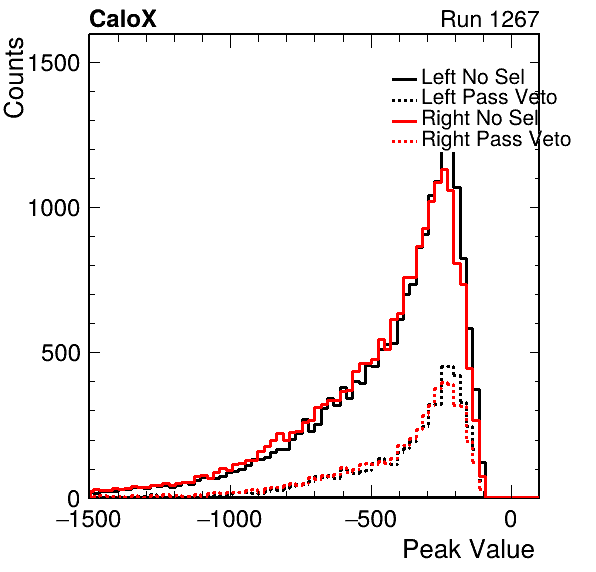 CaloX Run 1267
Counts
1500
1000
500
0
Left No Sel
Left Pass Veto
Right No Sel
Right Pass Veto
−1500 −1000 −500 0
Peak Value